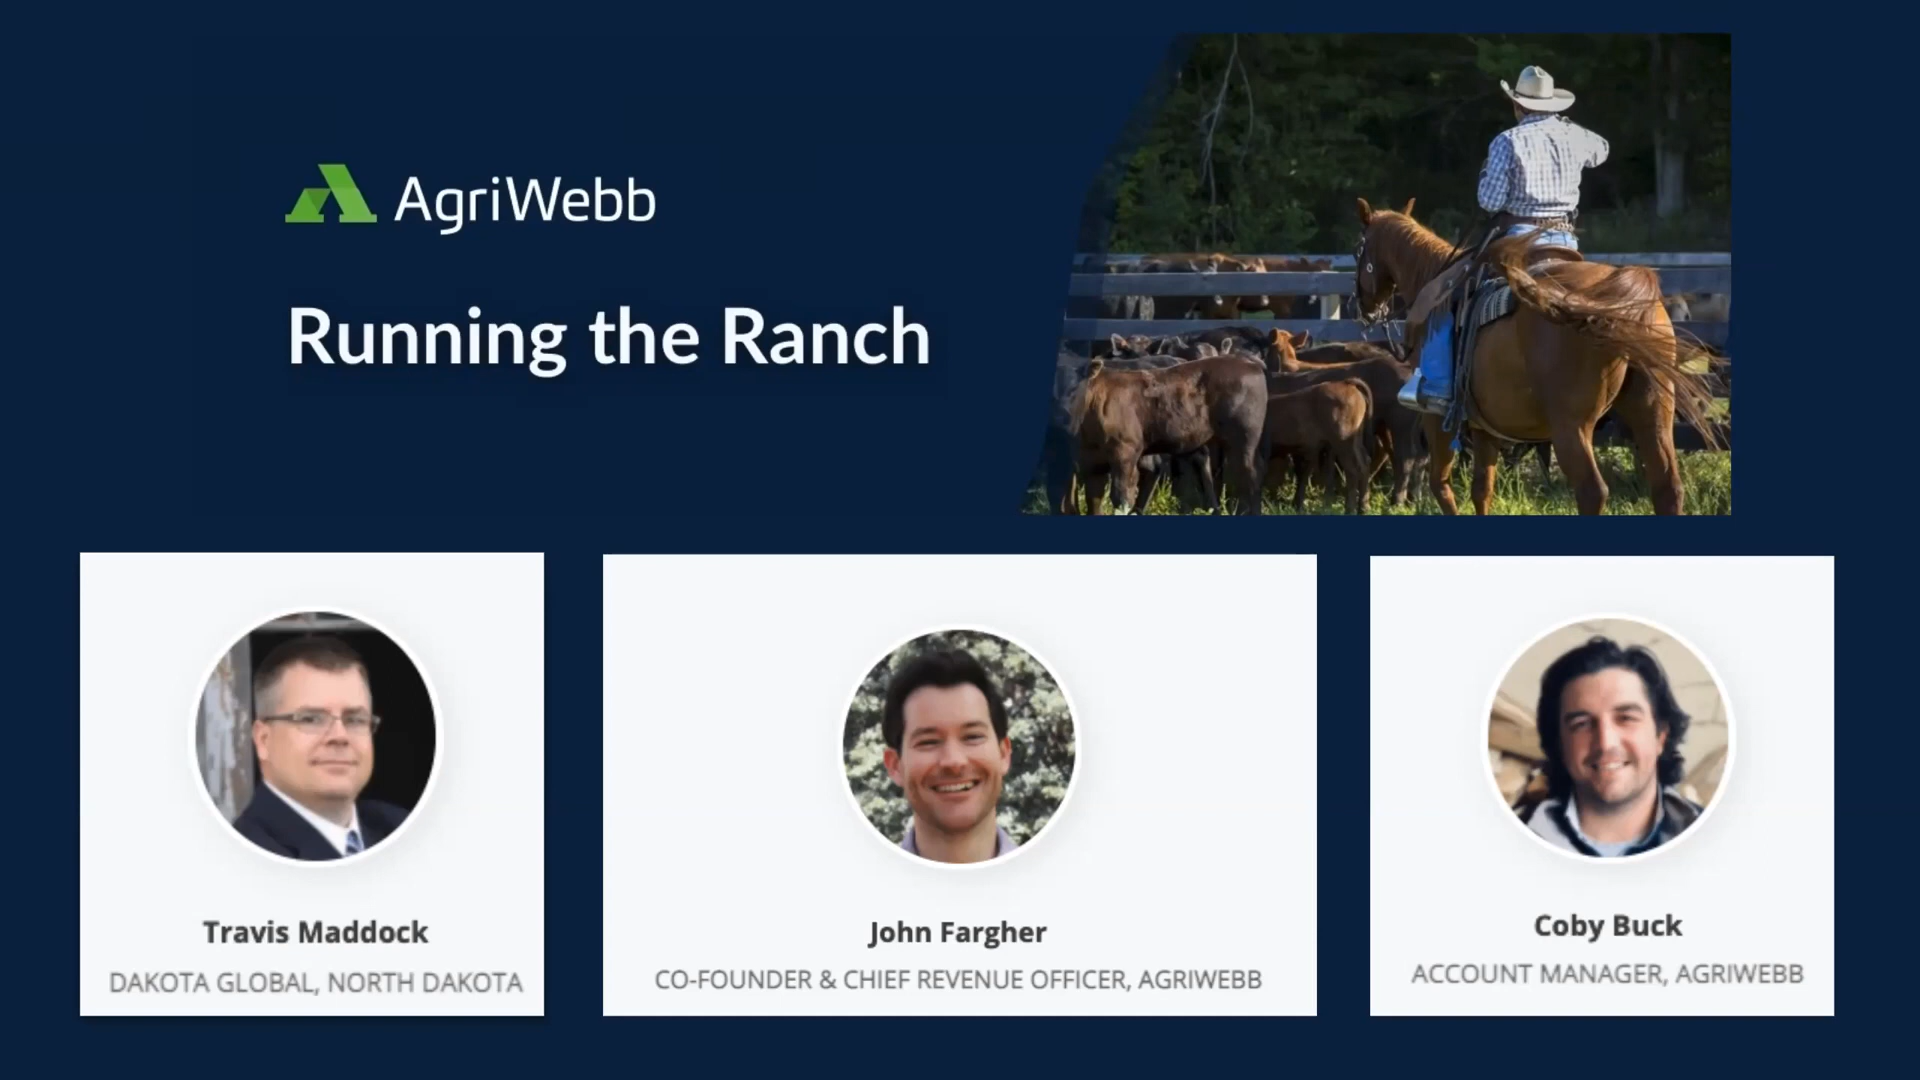 AgriWebb
Running the Ranch
Travis Maddock
DAKOTA GLOBAL, NORTH DAKOTA
John Fargher
CO-FOUNDER & CHIEF REVENUE OFFICER, AGRIWEBB
Coby Buck
ACCOUNT MANAGER, AGRIWEBB